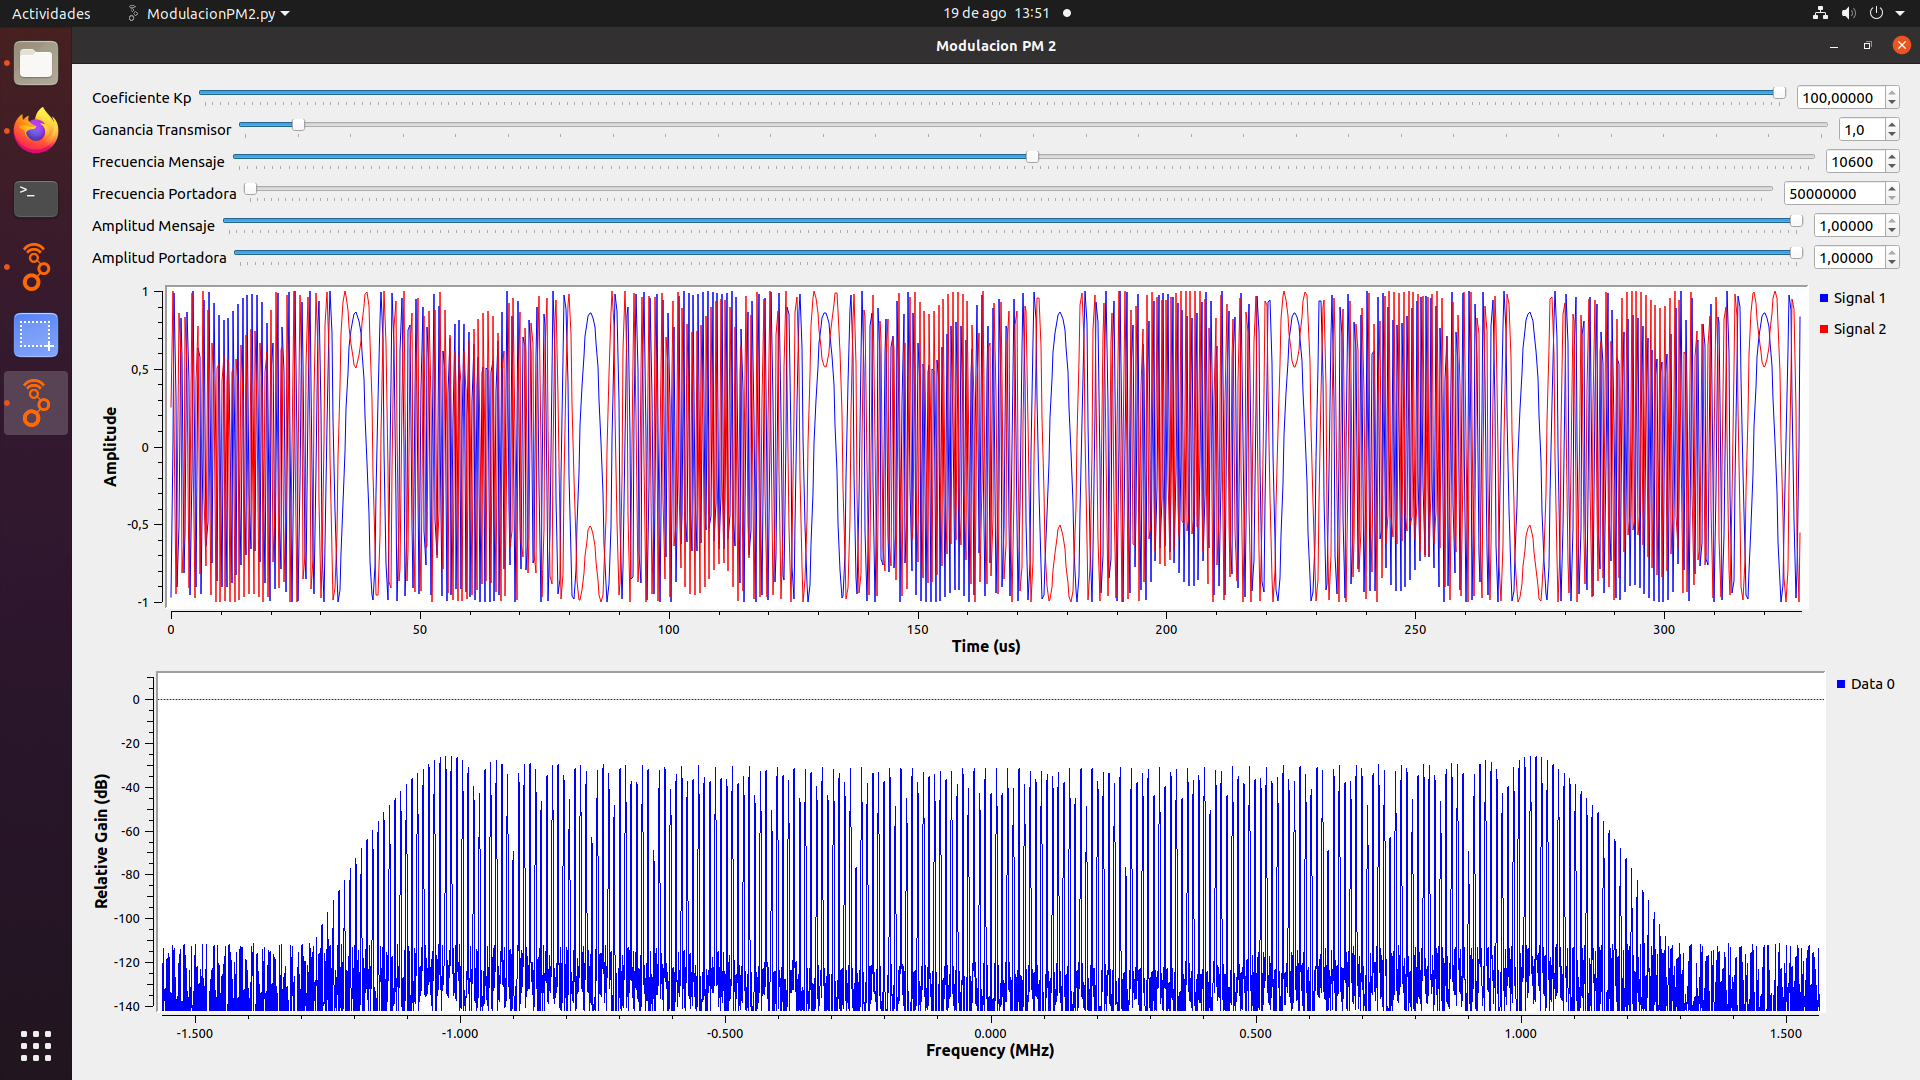 Actividades ModulacionPM2.py 19 de ago 13:51
Modulacion PM 2
Coeficiente Kp 100,00000
Ganancia Transmisor 1,0
Frecuencia Mensaje 10600
Frecuencia Portadora 50000000
Amplitud Mensaje 1,00000
Amplitud Portadora 1,00000
Signal 1
Signal 2
Amplitude
1
0,5
0
-0,5
-1
0 50 100 150 200 250 300
Time (us)
Data 0
Relative Gain (dB)
0
-20
-40
-60
-80
-100
-120
-140
-1.500 -1.000 -0.500 0.000 0.500 1.000 1.500
Frequency (MHz)